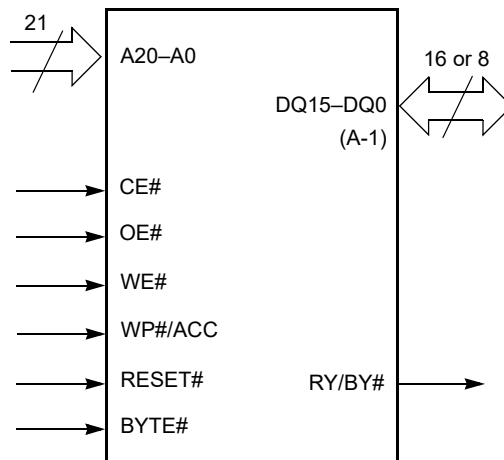 21
A20–A0
16 or 8
DQ15–DQ0
(A-1)
CE#
OE#
WE#
WP#/ACC
RESET#
RY/BY#
BYTE#